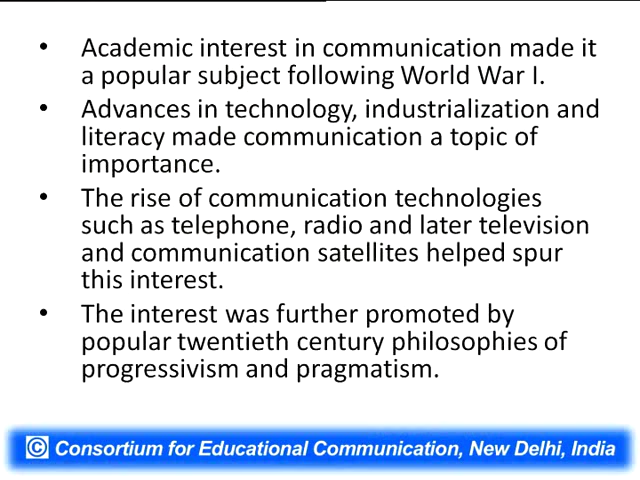 • Academic interest in communication made it
a popular subject following World War I.
• Advances in technology, industrialization and
literacy made communication a topic of
importance.
• The rise of communication technologies
such as telephone, radio and later television
and communication satellites helped spur
this interest.
• The interest was further promoted by
popular twentieth century philosophies of
progressivism and pragmatism.
© Consortium for Educational Communication, New Delhi, India